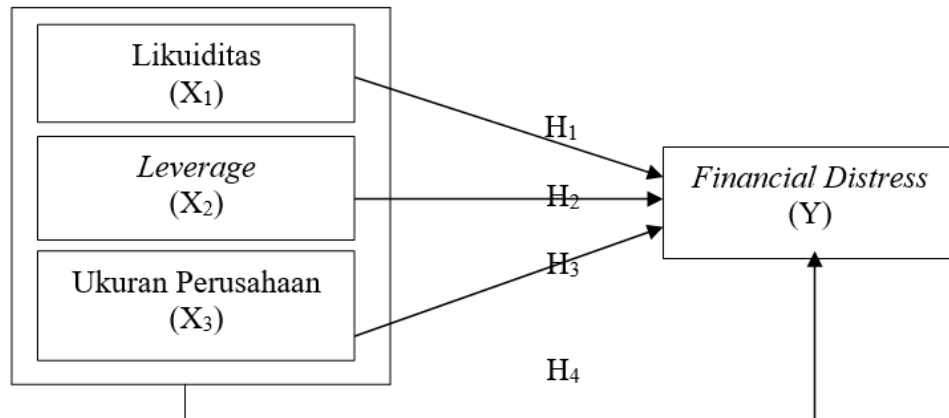 Likuiditas
(X₁)
H₁
Leverage
(X₂)
H₂
Financial Distress
(Y)
Ukuran Perusahaan
(X₃)
H₃
H₄